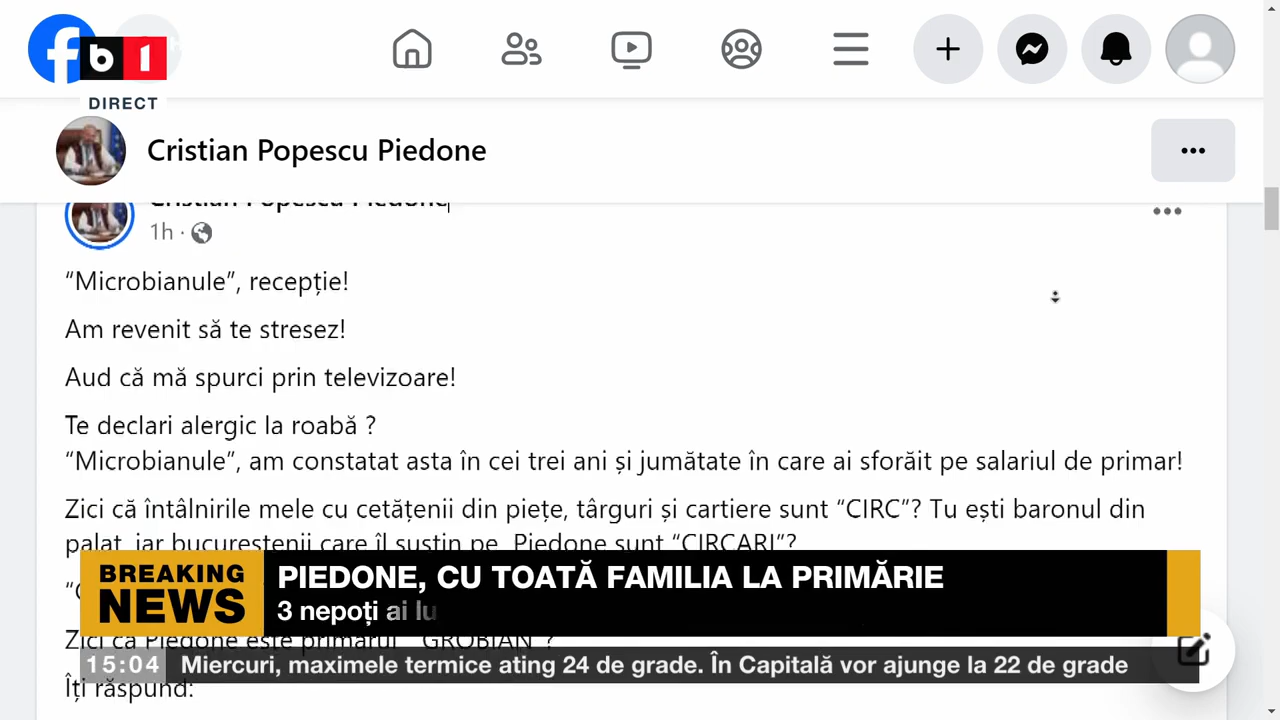 b1
DIRECT
Cristian Popescu Piedone
Cristian Popescu Piedone
1h ·
“Microbianule”, recepție!
Am revenit să te stresez!
Aud că mă spurci prin televizoare!
Te declari alergic la roabă ?
“Microbianule”, am constatat asta în cei trei ani și jumătate în care ai sforăit pe salariul de primar!
Zici că întâlnirile mele cu cetățenii din piețe, târguri și cartiere sunt “CIRC”? Tu ești baronul din
palat, iar bucureștenii care îl susțin pe Piedone sunt “CIRCARI”?
BREAKING
NEWS
PIEDONE, CU TOATĂ FAMILIA LA PRIMĂRIE
3 nepoți ai lu
Zici că Piedone este primarul “GROBIAN”?
15:04 Miercuri, maximele termice ating 24 de grade. În Capitală vor ajunge la 22 de grade
Îți răspund: